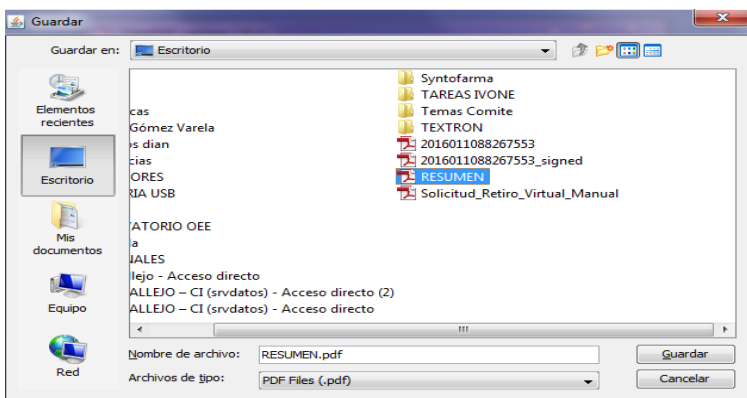 Guardar
Guardar en: Escritorio
Elementos recientes
Escritorio
Mis documentos
Equipo
Red
cas
Gómez Varela
s dian
cias
ORES
RIA USB
ATORIO OEE
a
IALES
llejo - Acceso directo
ALLEJO – CI (srvdatos) - Acceso directo (2)
ALLEJO – CI (srvdatos) - Acceso directo
Syntofarma
TAREAS IVONE
Temas Comite
TEXTRON
2016011088267553
2016011088267553_signed
RESUMEN
Solicitud_Retiro_Virtual_Manual
Nombre de archivo: RESUMEN.pdf
Guardar
Archivos de tipo: PDF Files (.pdf)
Cancelar